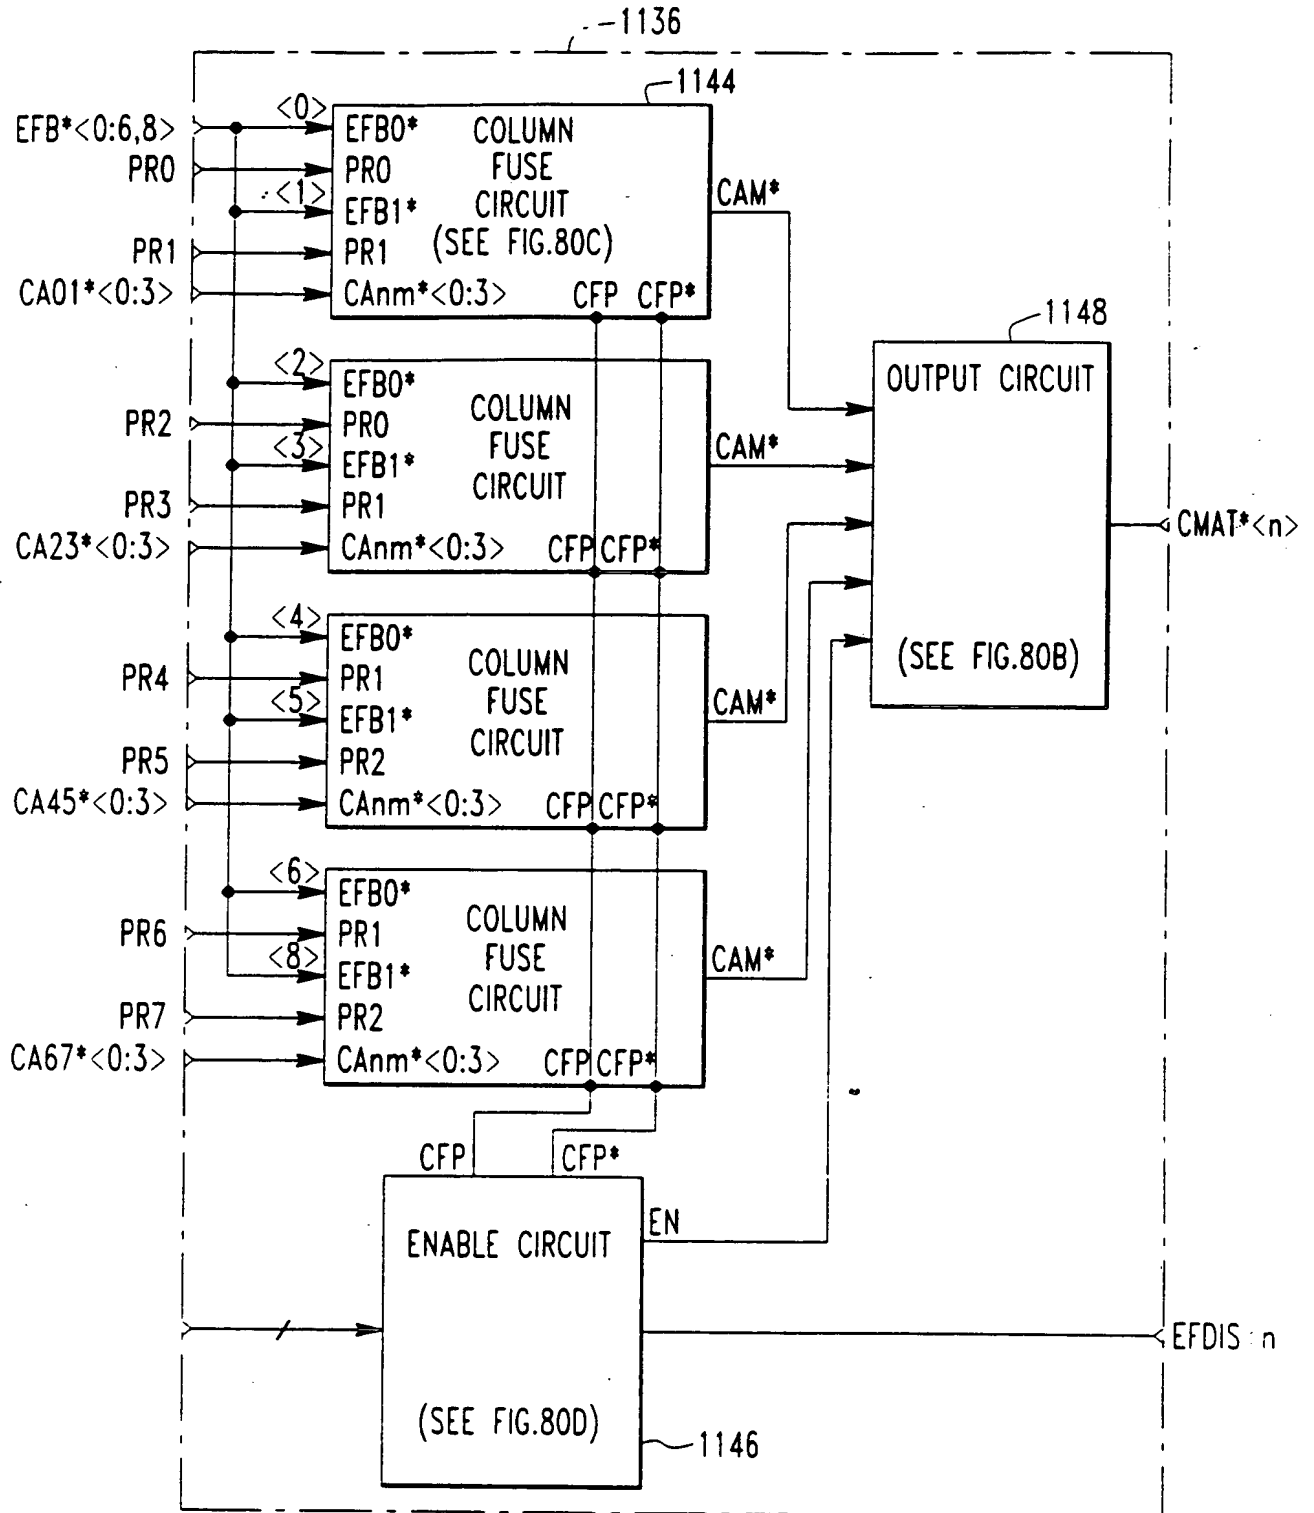 1136
1144
EFB*<0:6,8>
<0>
EFB0*
COLUMN
FUSE
CIRCUIT
(SEE FIG.80C)
PR0
PR0
<1>
EFB1*
CAM*
PR1
PR1
CA01*<0:3>
CAnm*<0:3>
CFP
CFP*
1148
OUTPUT CIRCUIT
(SEE FIG.80B)
<2>
EFB0*
COLUMN
FUSE
CIRCUIT
PR2
PR0
<3>
EFB1*
CAM*
PR3
PR1
CA23*<0:3>
CAnm*<0:3>
CFP
CFP*
CMAT*<n>
<4>
EFB0*
COLUMN
FUSE
CIRCUIT
PR4
PR1
<5>
EFB1*
CAM*
PR5
PR2
CA45*<0:3>
CAnm*<0:3>
CFP
CFP*
<6>
EFB0*
COLUMN
FUSE
CIRCUIT
PR6
PR1
<8>
EFB1*
CAM*
PR7
PR2
CA67*<0:3>
CAnm*<0:3>
CFP
CFP*
CFP
CFP*
EN
ENABLE CIRCUIT
(SEE FIG.80D)
EFDIS n
1146